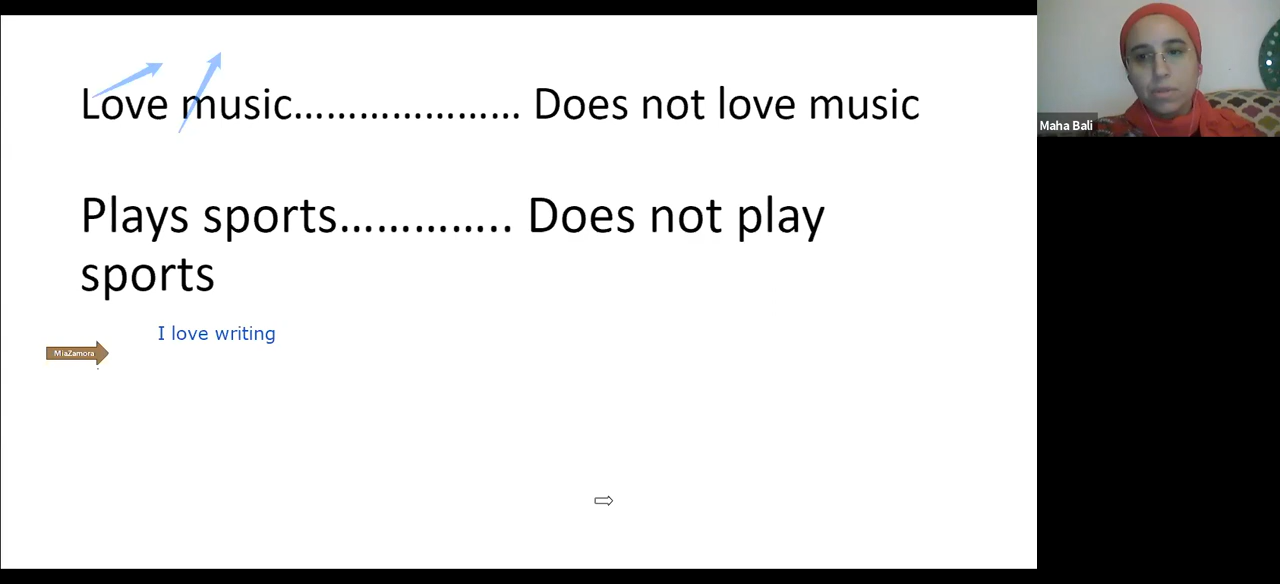 Love music………………… Does not love music
Plays sports………….. Does not play
sports
I love writing
MiaZamora
Maha Bali